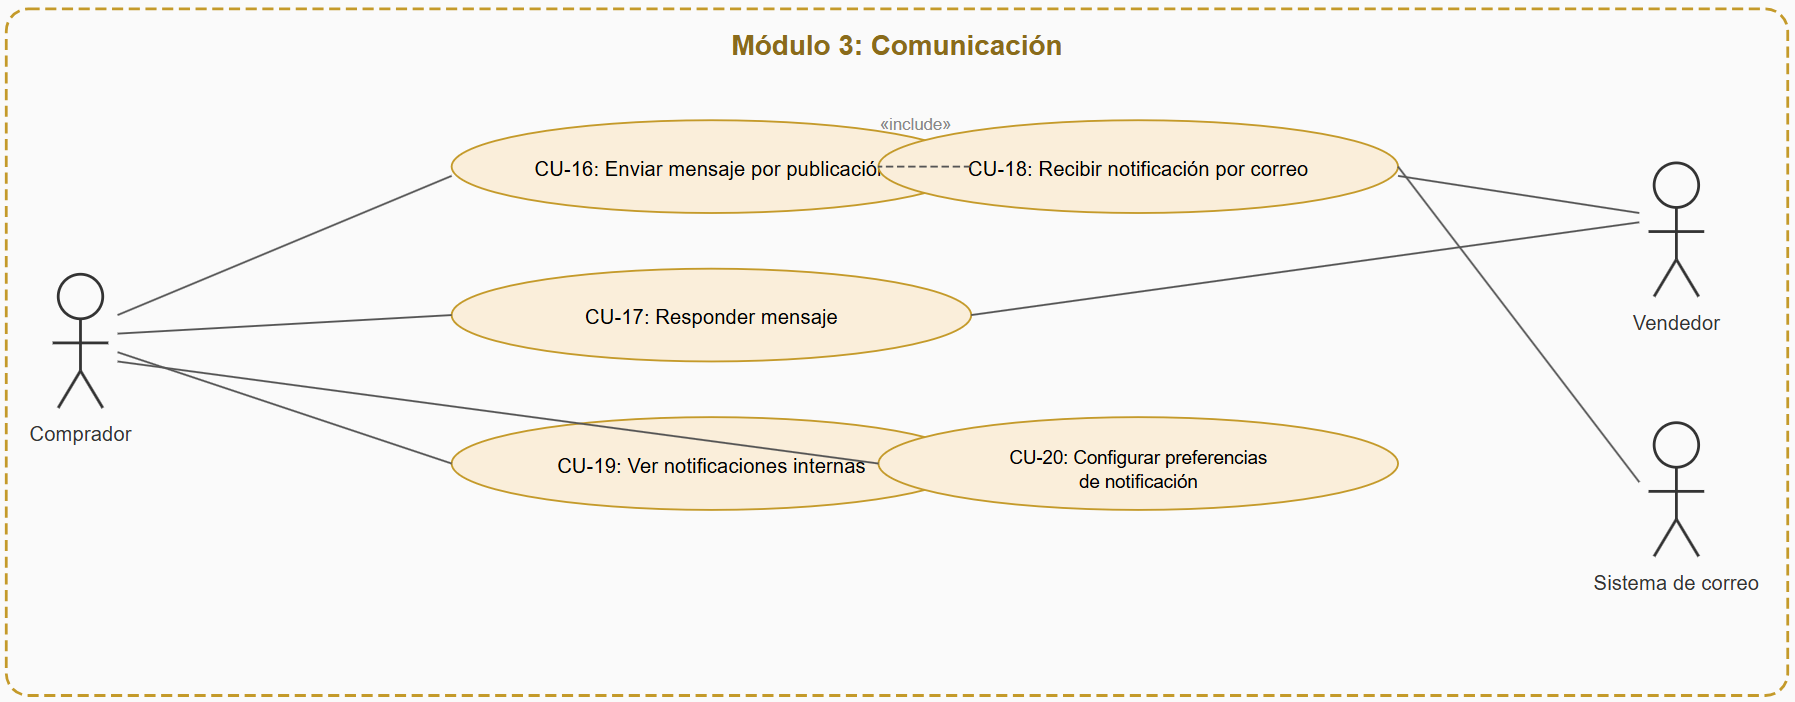 Módulo 3: Comunicación
«include»
CU-16: Enviar mensaje por publicación
CU-18: Recibir notificación por correo
CU-17: Responder mensaje
Vendedor
Comprador
CU-19: Ver notificaciones internas
CU-20: Configurar preferencias
de notificación
Sistema de correo